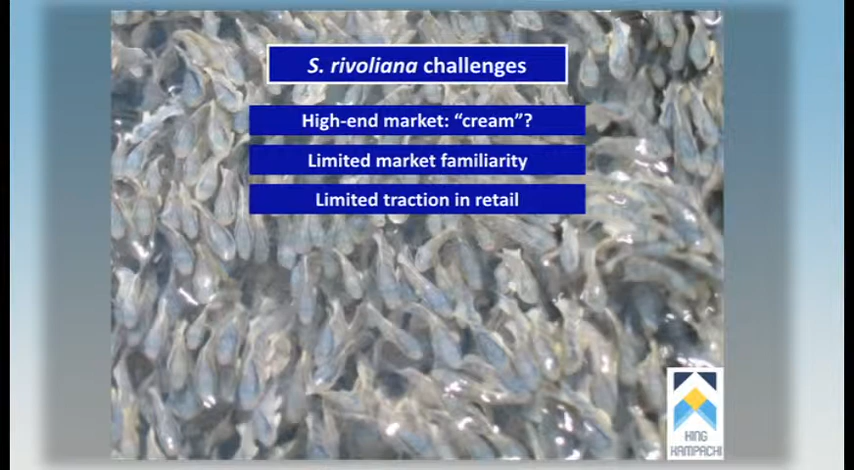 S. rivoliana challenges
High-end market: “cream”?
Limited market familiarity
Limited traction in retail
KING
KAMPACHI